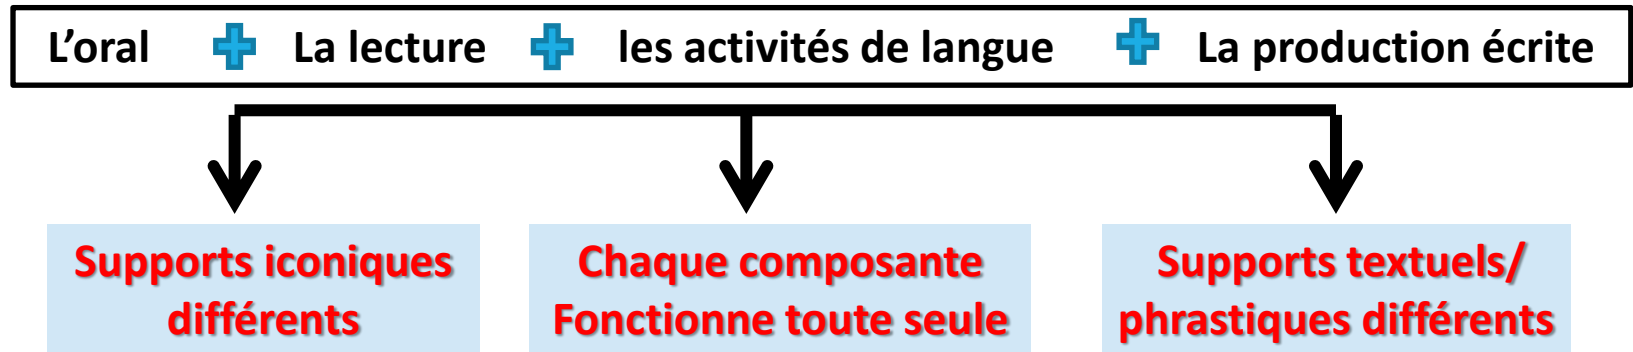 L’oral La lecture les activités de langue La production écrite
Supports iconiques
différents
Chaque composante
Fonctionne toute seule
Supports textuels/
phrastiques différents